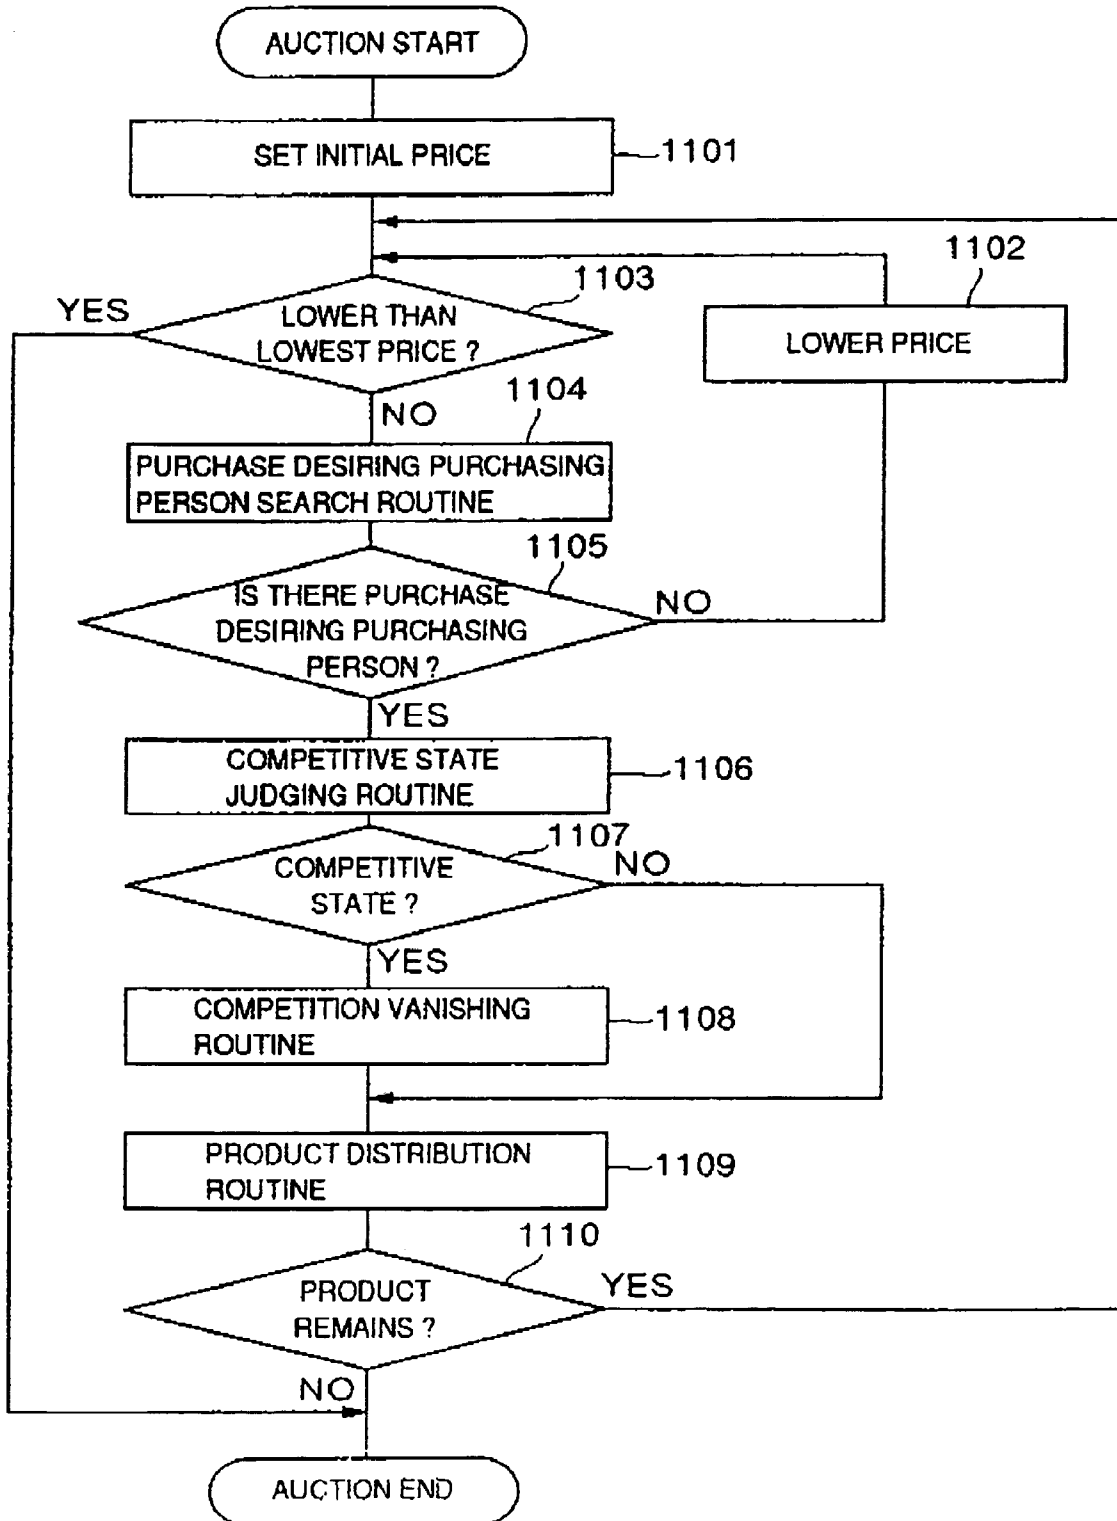 AUCTION START
SET INITIAL PRICE
1101
1102
1103
YES
LOWER THAN
LOWEST PRICE ?
LOWER PRICE
1104
NO
PURCHASE DESIRING PURCHASING
PERSON SEARCH ROUTINE
1105
IS THERE PURCHASE
DESIRING PURCHASING
PERSON ?
NO
YES
COMPETITIVE STATE
JUDGING ROUTINE
1106
1107
COMPETITIVE
STATE ?
NO
YES
COMPETITION VANISHING
ROUTINE
1108
PRODUCT DISTRIBUTION
ROUTINE
1109
1110
PRODUCT
REMAINS ?
YES
NO
AUCTION END